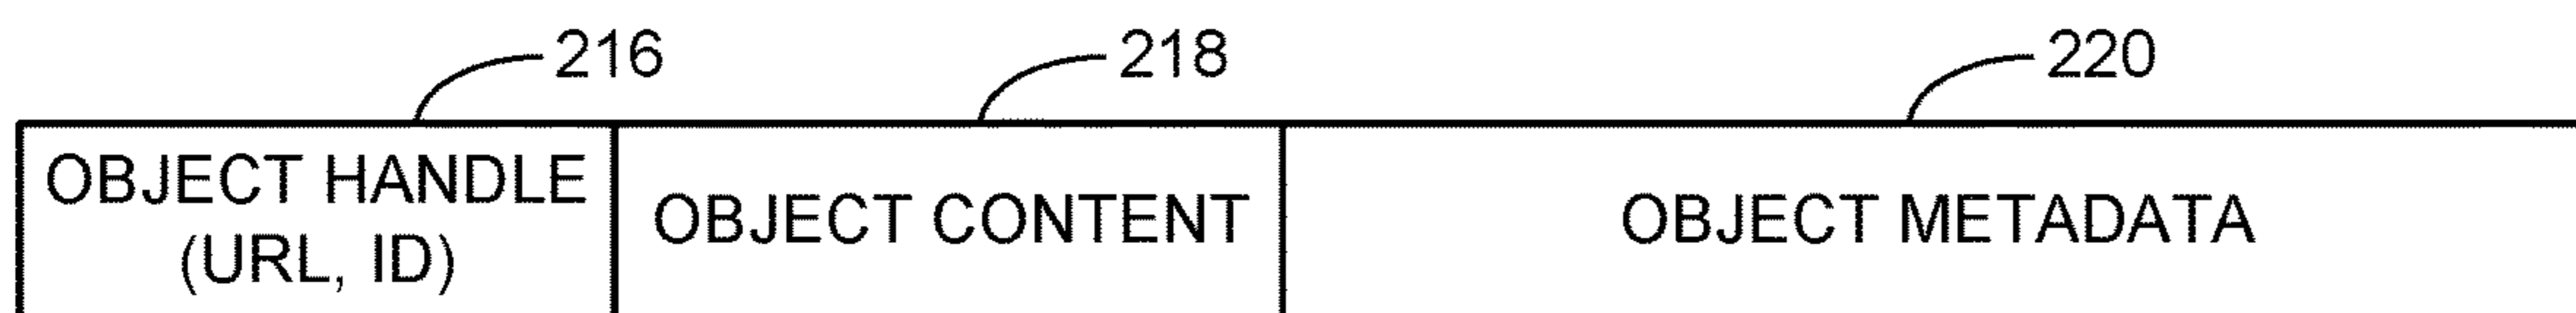 216 218 220
OBJECT HANDLE
(URL, ID)
OBJECT CONTENT
OBJECT METADATA